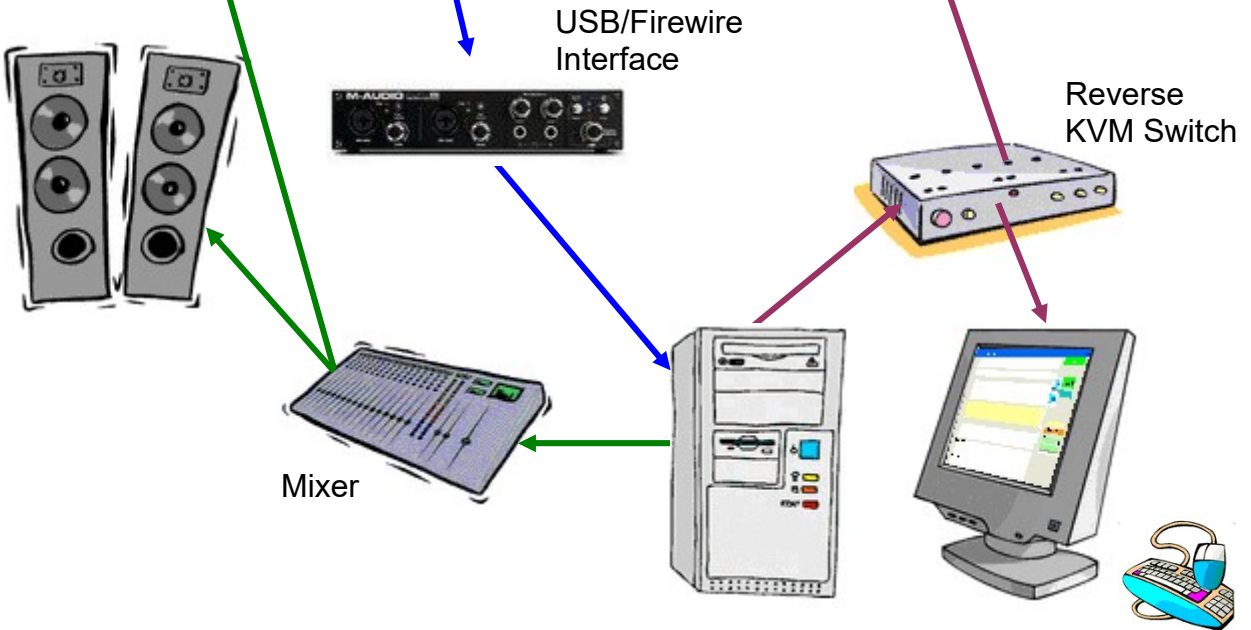 USB/Firewire
Interface
M-AUDIO
Reverse
KVM Switch
Mixer